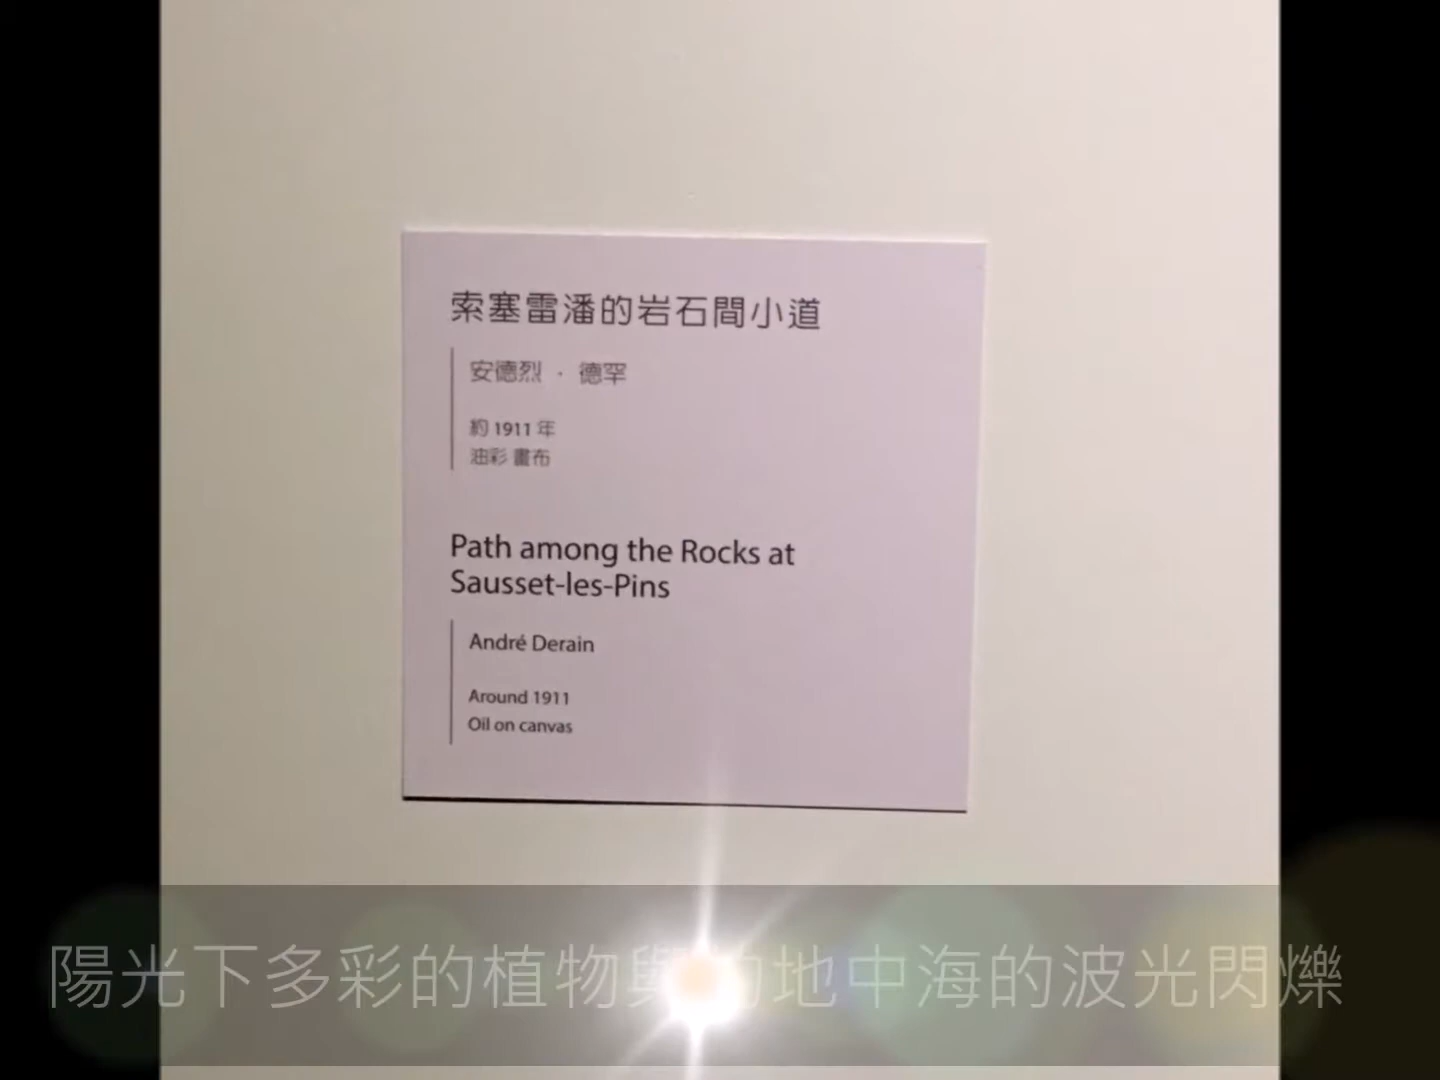 索塞雷潘的岩石間小道
安德烈 · 德罕
約 1911 年
油彩 畫布
Path among the Rocks at
Sausset-les-Pins
André Derain
Around 1911
Oil on canvas
陽光下多彩的植物與 的地中海的波光閃爍